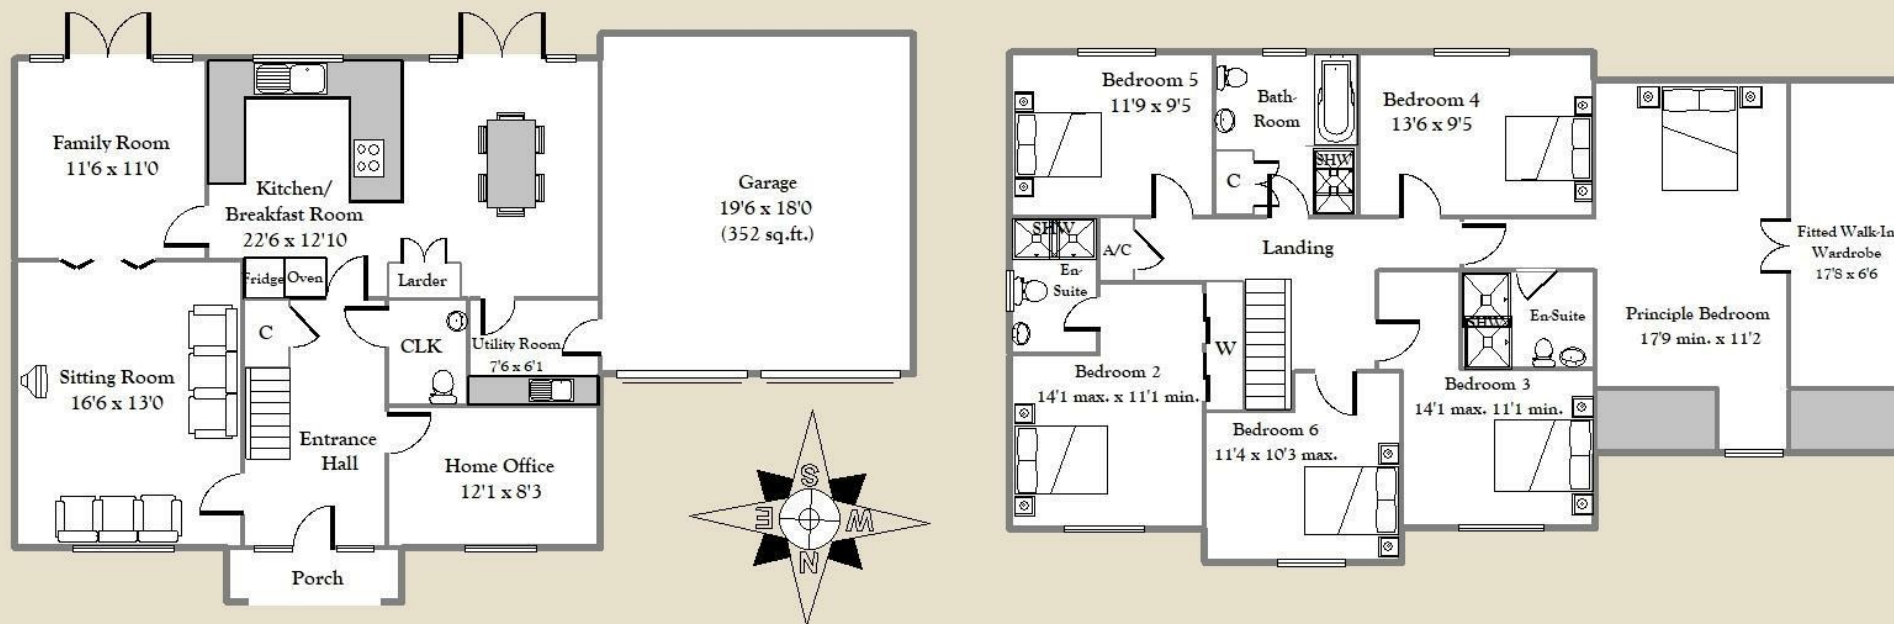 Family Room
11'6 x 11'0
Kitchen/
Breakfast Room
22'6 x 12'10
Garage
19'6 x 18'0
(352 sq.ft.)
Fridge
Oven
Larder
C
CLK
Utility Room
7'6 x 6'1
Sitting Room
16'6 x 13'0
Entrance
Hall
Home Office
12'1 x 8'3
Porch
S
E
W
N
Bedroom 5
11'9 x 9'5
Bath-
Room
SHW
C
Bedroom 4
13'6 x 9'5
SHW
A/C
Landing
En-
Suite
Fitted Walk-In
Wardrobe
17'8 x 6'6
SHW
En-Suite
Principle Bedroom
17'9 min. x 11'2
W
Bedroom 2
14'1 max. x 11'1 min.
Bedroom 3
14'1 max. 11'1 min.
Bedroom 6
11'4 x 10'3 max.